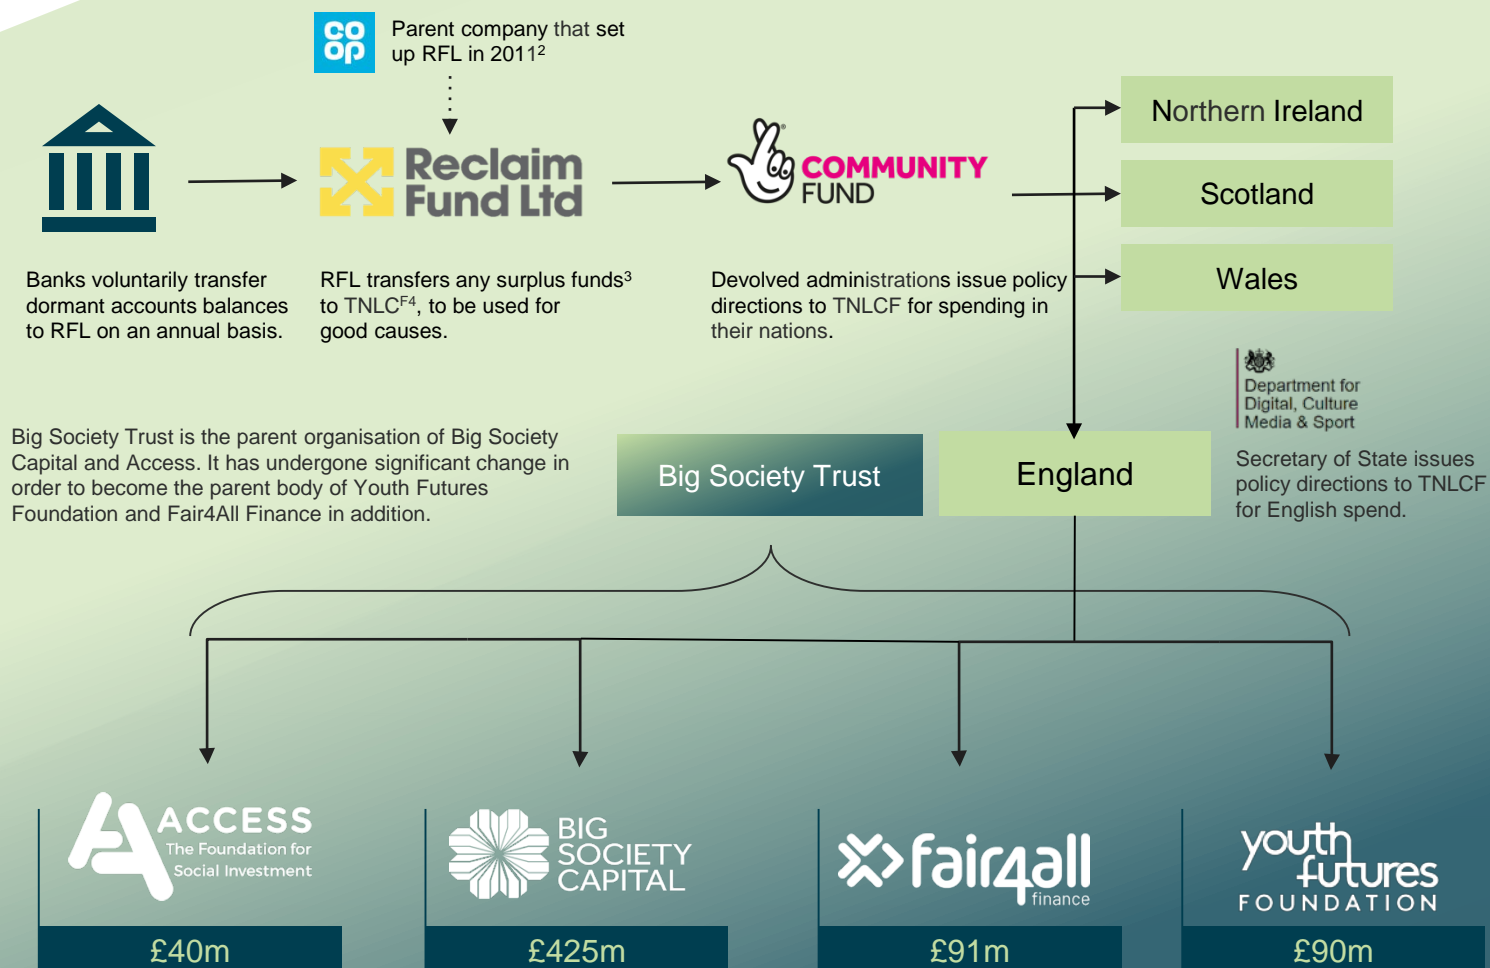 CO
OP
Parent company that set
up RFL in 2011²
Reclaim
Fund Ltd
COMMUNITY
FUND
Northern Ireland
Scotland
Wales
Banks voluntarily transfer
dormant accounts balances
to RFL on an annual basis.
RFL transfers any surplus funds³
to TNLCF⁴, to be used for
good causes.
Devolved administrations issue policy
directions to TNLCF for spending in
their nations.
Department for
Digital, Culture
Media & Sport
Secretary of State issues
policy directions to TNLCF
for English spend.
Big Society Trust is the parent organisation of Big Society
Capital and Access. It has undergone significant change in
order to become the parent body of Youth Futures
Foundation and Fair4All Finance in addition.
Big Society Trust
England
ACCESS
The Foundation for
Social Investment
BIG
SOCIETY
CAPITAL
fair4all
finance
youth
futures
FOUNDATION
£40m
£425m
£91m
£90m